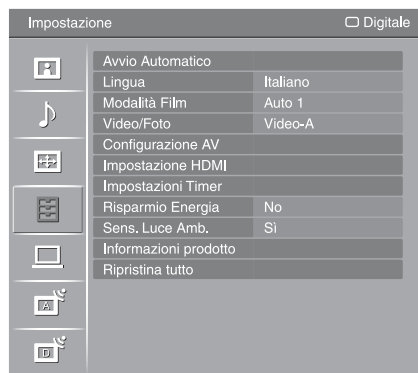 Impostazione Digitale
Avvio Automatico
Lingua Italiano
Modalità Film Auto 1
Video/Foto Video-A
Configurazione AV
Impostazione HDMI
Impostazioni Timer
Risparmio Energia No
Sens. Luce Amb. Sì
Informazioni prodotto
Ripristina tutto
A
D